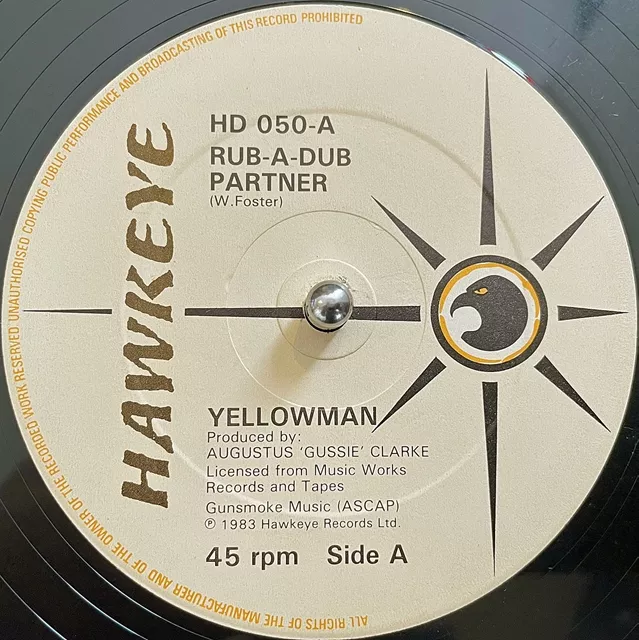 ALL RIGHTS OF THE MANUFACTURER AND OF THE OWNER OF THE RECORDED WORK RESERVED UNAUTHORISED COPYING PUBLIC PERFORMANCE AND BROADCASTING OF THIS RECORD PROHIBITED
HAWKEYE
HD 050-A
RUB-A-DUB
PARTNER
(W.Foster)
YELLOWMAN
Produced by:
AUGUSTUS 'GUSSIE' CLARKE
Licensed from Music Works
Records and Tapes
Gunsmoke Music (ASCAP)
℗ 1983 Hawkeye Records Ltd.
45 rpm Side A